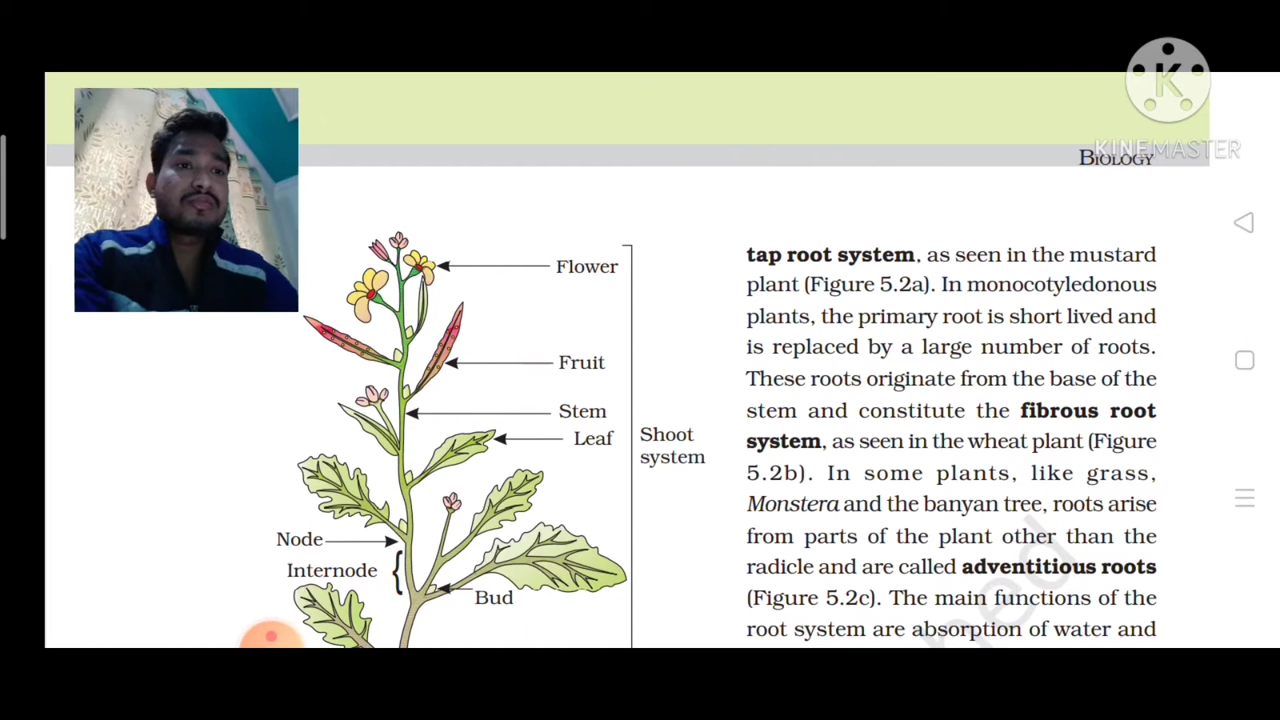 K
KINEMASTER
BIOLOGY
Flower
Fruit
Stem
Leaf
Shoot
system
Node
Internode
Bud
tap root system, as seen in the mustard
plant (Figure 5.2a). In monocotyledonous
plants, the primary root is short lived and
is replaced by a large number of roots.
These roots originate from the base of the
stem and constitute the fibrous root
system, as seen in the wheat plant (Figure
5.2b). In some plants, like grass,
Monstera and the banyan tree, roots arise
from parts of the plant other than the
radicle and are called adventitious roots
(Figure 5.2c). The main functions of the
root system are absorption of water and